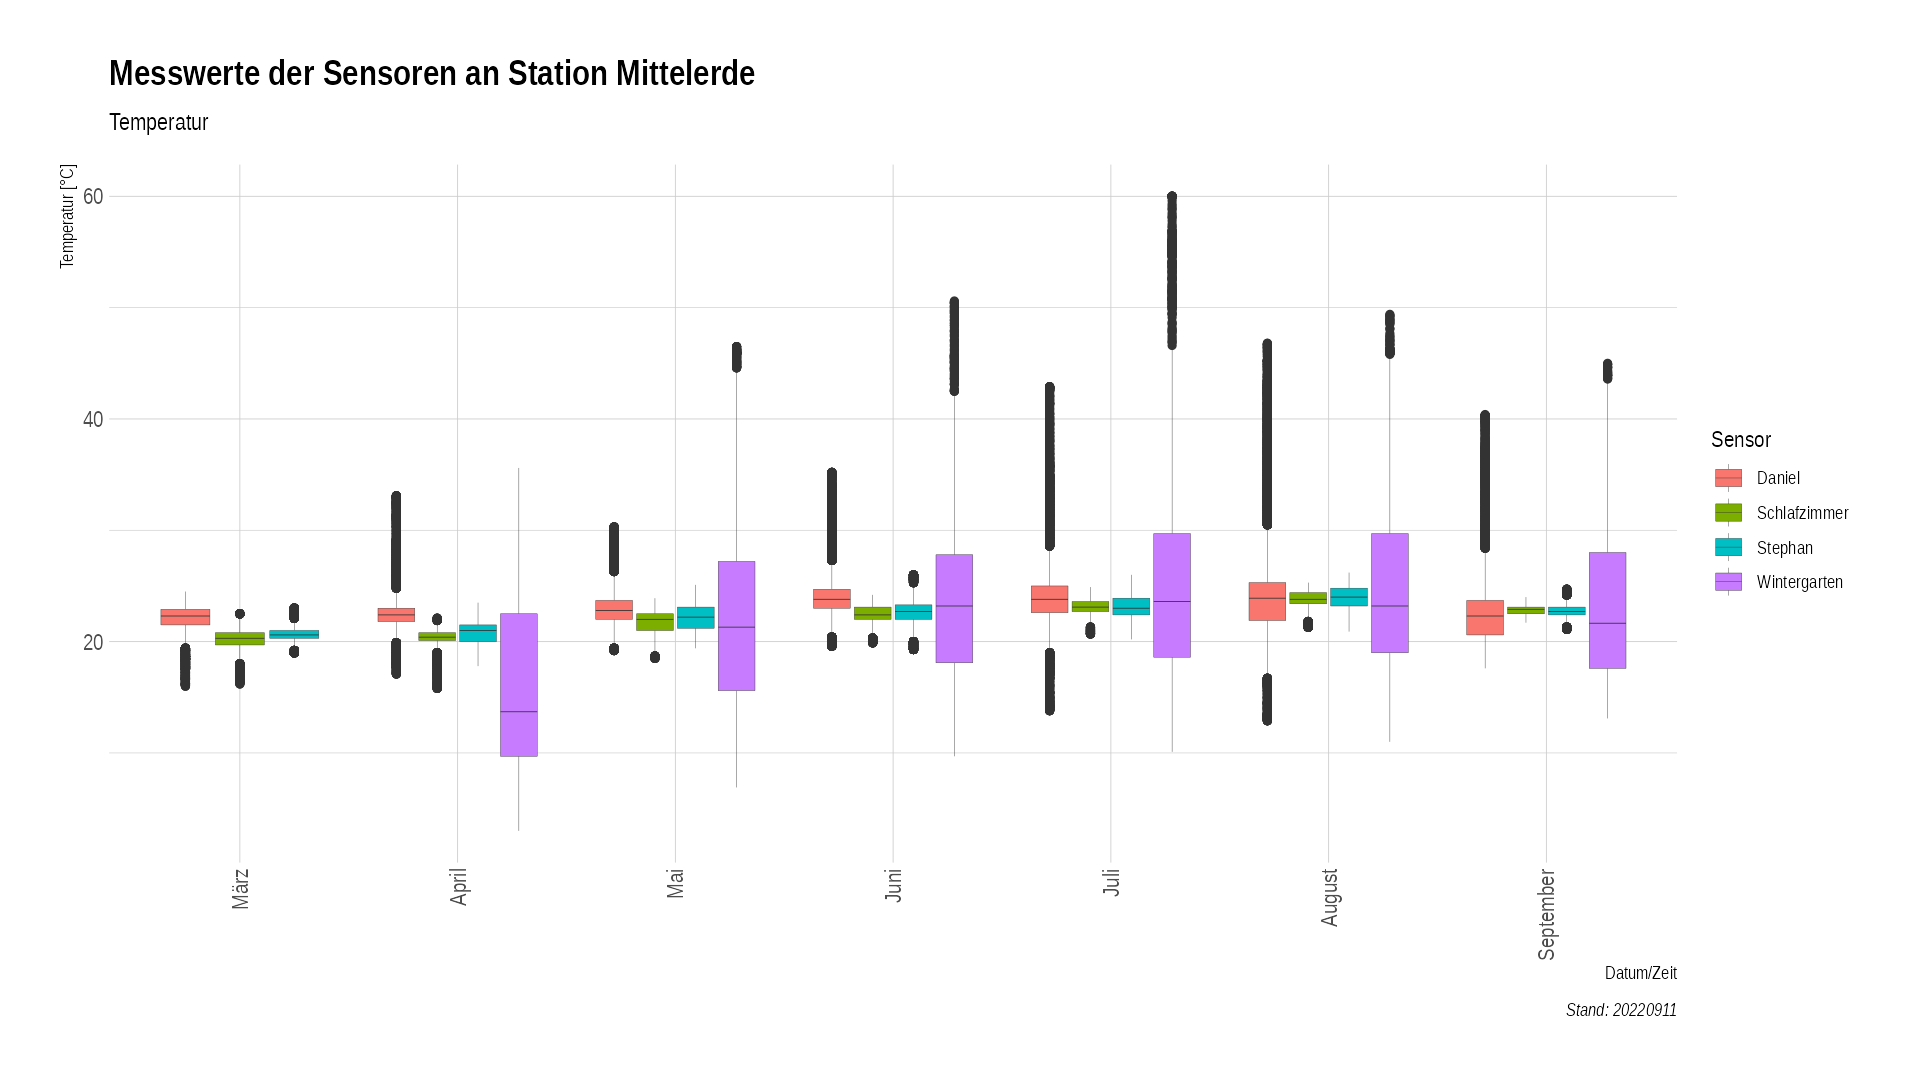 Messwerte der Sensoren an Station Mittelerde
Temperatur
Temperatur [°C]
60
40
20
März
April
Mai
Juni
Juli
August
September
Datum/Zeit
Sensor
Daniel
Schlafzimmer
Stephan
Wintergarten
Stand: 20220911